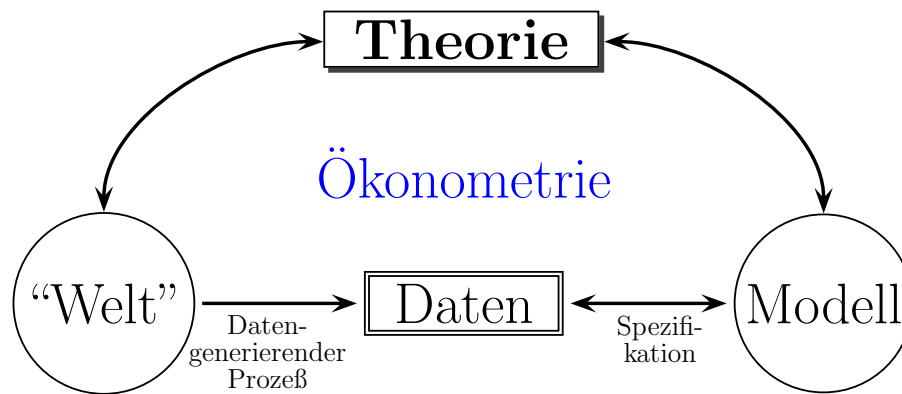 Theorie
Ökonometrie
“Welt”
Daten
Modell
Daten-
generierender
Prozeß
Spezifi-
kation